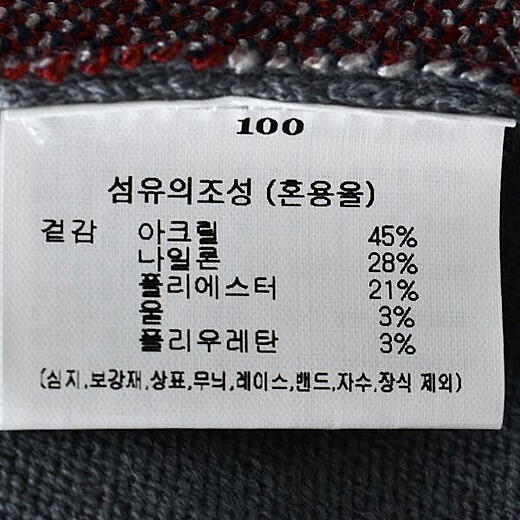 100
섬유의조성 (혼용율)
겉감 아크릴 45%
나일론 28%
폴리에스터 21%
울 3%
폴리우레탄 3%
(심지,보강재,상표,무늬,레이스,밴드,자수,장식 제외)